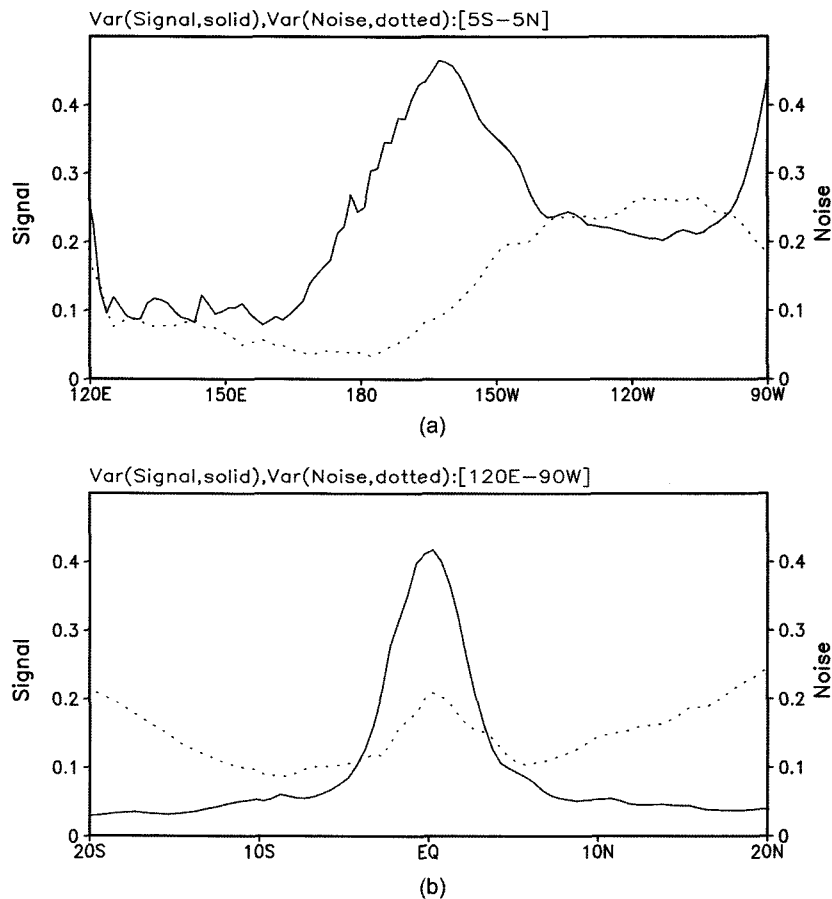 Var(Signal,solid),Var(Noise,dotted):[5S-5N]
0.4
0.3
0.2
0.1
0
Signal
0.4
0.3
0.2
0.1
0
Noise
120E 150E 180 150W 120W 90W
(a)
Var(Signal,solid),Var(Noise,dotted):[120E-90W]
0.4
0.3
0.2
0.1
0
Signal
0.4
0.3
0.2
0.1
0
Noise
20S 10S EQ 10N 20N
(b)